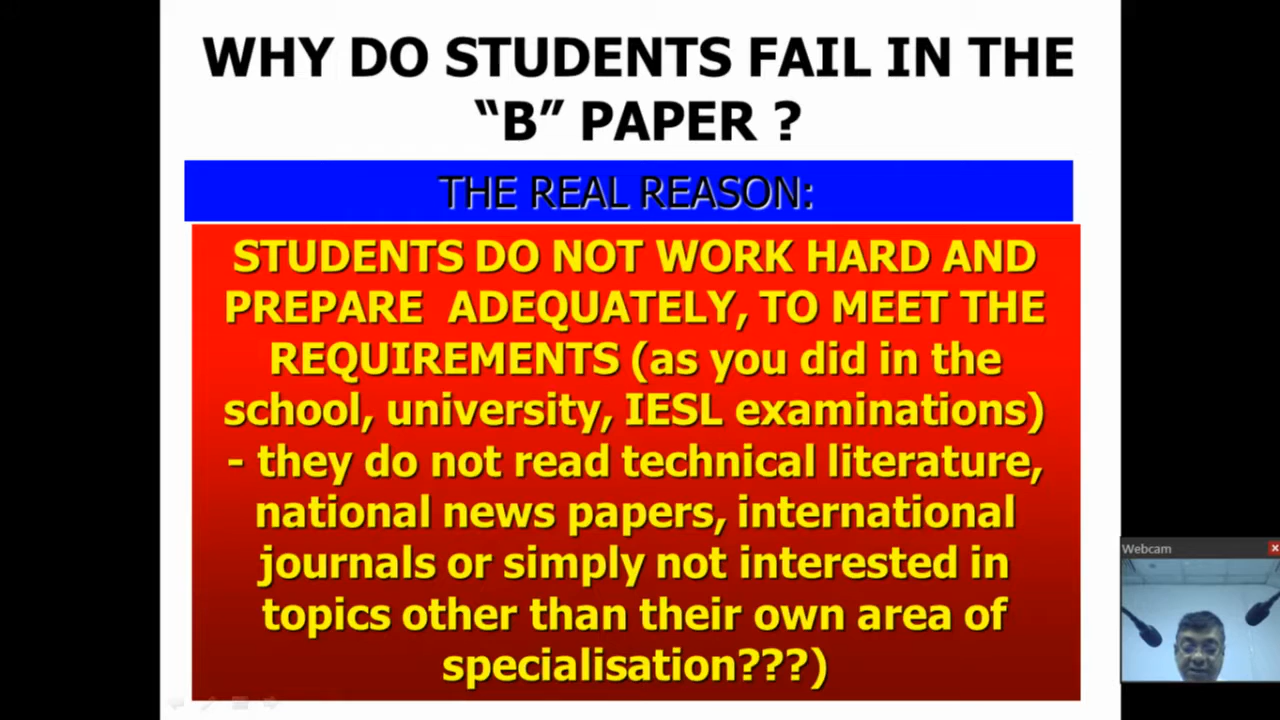 WHY DO STUDENTS FAIL IN THE
“B” PAPER ?
THE REAL REASON:
STUDENTS DO NOT WORK HARD AND
PREPARE ADEQUATELY, TO MEET THE
REQUIREMENTS (as you did in the
school, university, IESL examinations)
- they do not read technical literature,
national news papers, international
journals or simply not interested in
topics other than their own area of
specialisation???)
Webcam